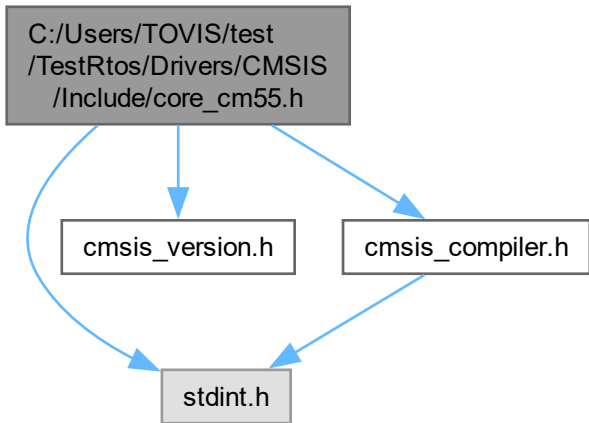 C:/Users/TOVIS/test
/TestRtos/Drivers/CMSIS
/Include/core_cm55.h
cmsis_version.h
cmsis_compiler.h
stdint.h